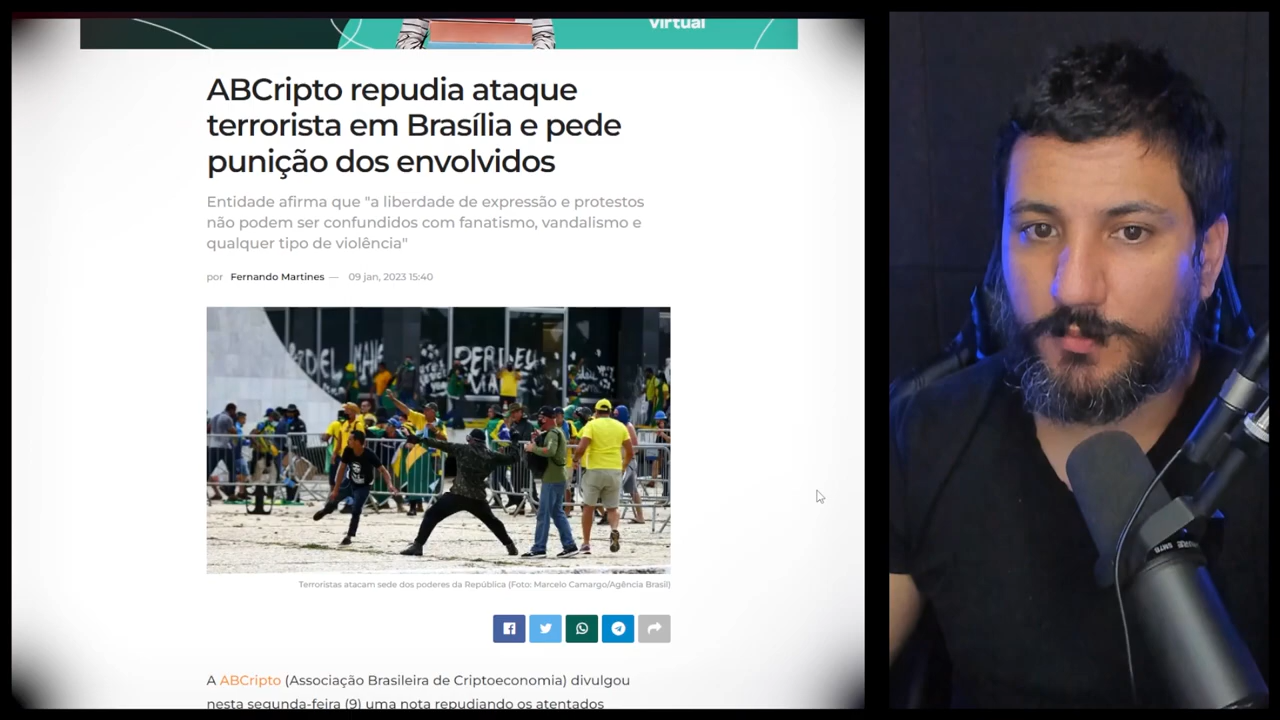 virtual
ABCripto repudia ataque
terrorista em Brasília e pede
punição dos envolvidos
Entidade afirma que "a liberdade de expressão e protestos
não podem ser confundidos com fanatismo, vandalismo e
qualquer tipo de violência"
por Fernando Martines — 09 jan, 2023 15:40
PERDEU
Terroristas atacam sede dos poderes da República (Foto: Marcelo Camargo/Agência Brasil)
A ABCripto (Associação Brasileira de Criptoeconomia) divulgou
nesta segunda-feira (9) uma nota repudiando os atentados